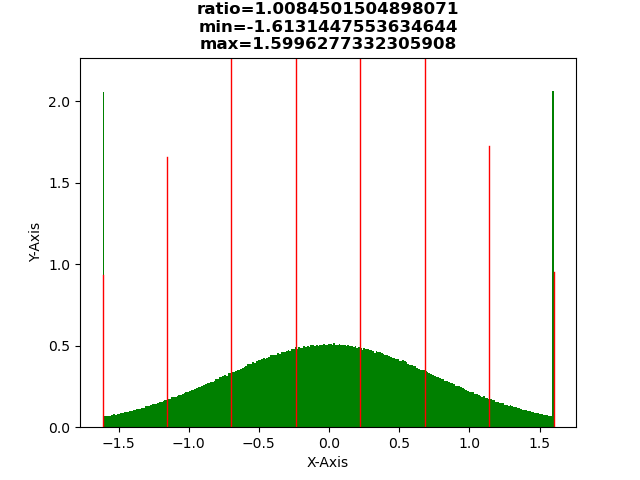 ratio=1.0084501504898071
min=-1.6131447553634644
max=1.5996277332305908
2.0
1.5
1.0
0.5
0.0
Y-Axis
−1.5 −1.0 −0.5 0.0 0.5 1.0 1.5
X-Axis